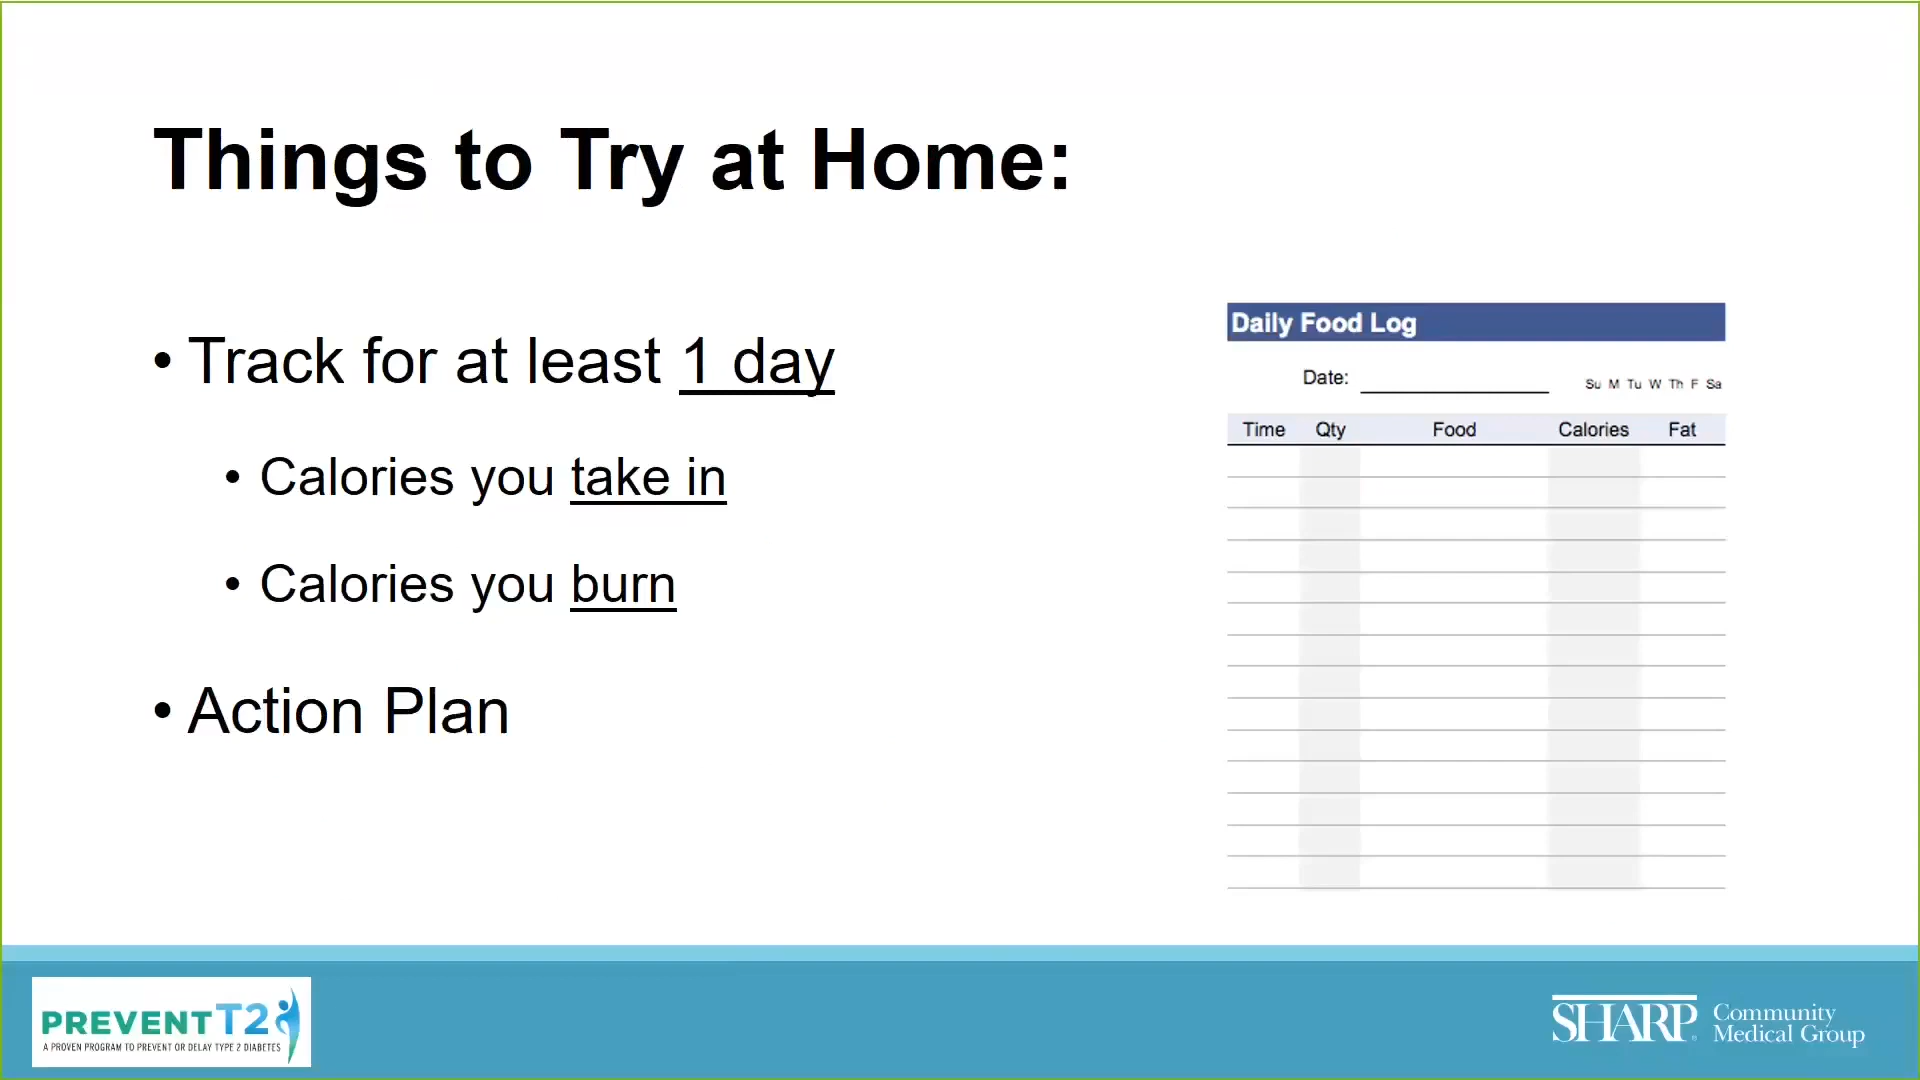 Things to Try at Home:
• Track for at least 1 day
• Calories you take in
• Calories you burn
• Action Plan
Daily Food Log
Date: Su M Tu W Th F Sa
Time Qty Food Calories Fat
PREVENT T2
A PROVEN PROGRAM TO PREVENT OR DELAY TYPE 2 DIABETES
SHARP Community
Medical Group